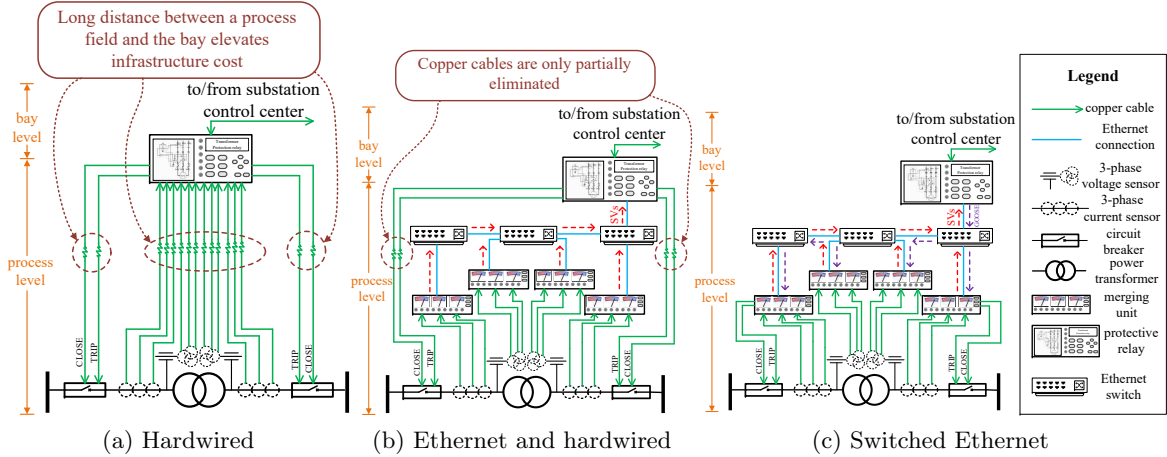 Long distance between a process
field and the bay elevates
infrastructure cost
to/from substation
control center
bay
level
process
level
Transformer
Protection relay
CLOSE
TRIP
TRIP
CLOSE
(a) Hardwired
Copper cables are only partially
eliminated
to/from substation
control center
bay
level
process
level
Transformer
Protection relay
SVs
CLOSE
TRIP
TRIP
CLOSE
(b) Ethernet and hardwired
to/from substation
control center
bay
level
process
level
Transformer
Protection relay
SVs
GOOSE
CLOSE
TRIP
TRIP
CLOSE
(c) Switched Ethernet
Legend
copper cable
Ethernet
connection
3-phase
voltage sensor
3-phase
current sensor
circuit
breaker
power
transformer
merging
unit
protective
relay
Ethernet
switch